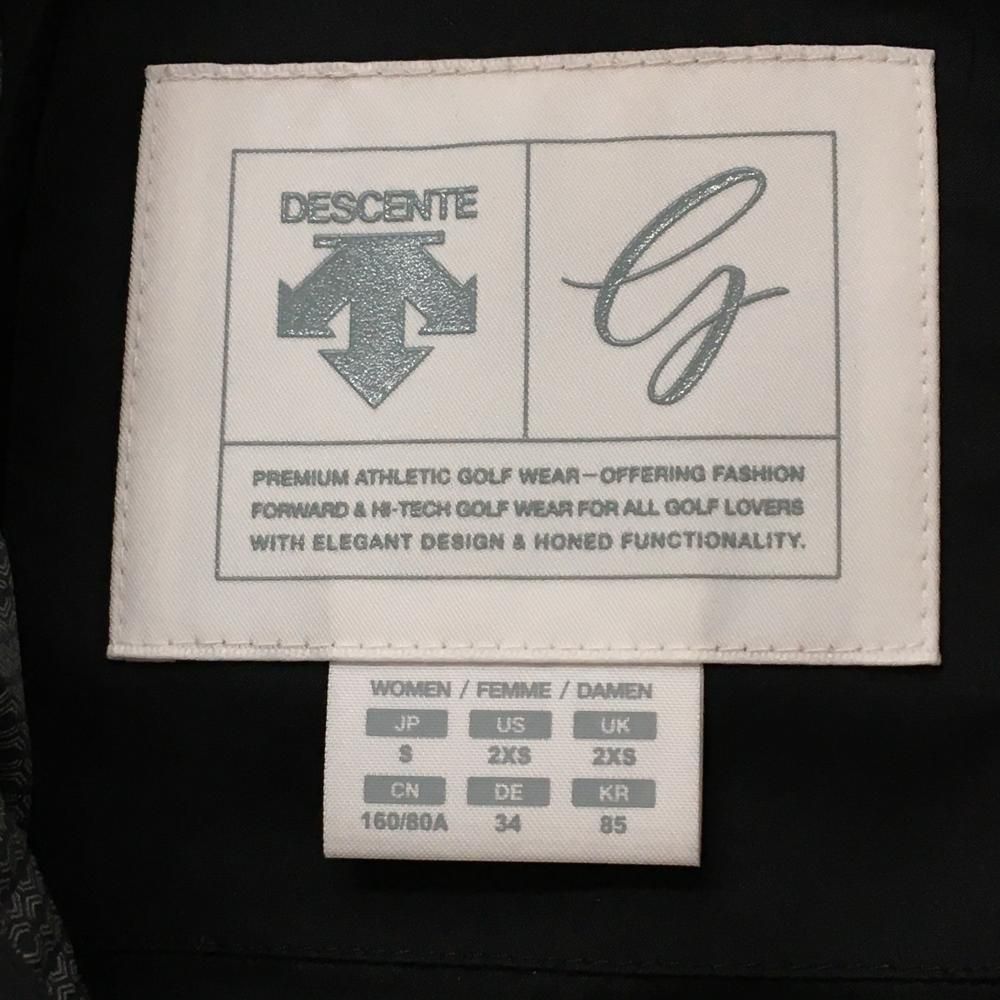 DESCENTE
G
PREMIUM ATHLETIC GOLF WEAR—OFFERING FASHION
FORWARD & HI-TECH GOLF WEAR FOR ALL GOLF LOVERS
WITH ELEGANT DESIGN & HONED FUNCTIONALITY.
WOMEN / FEMME / DAMEN
JP US UK
S 2XS 2XS
CN DE KR
160/80A 34 85